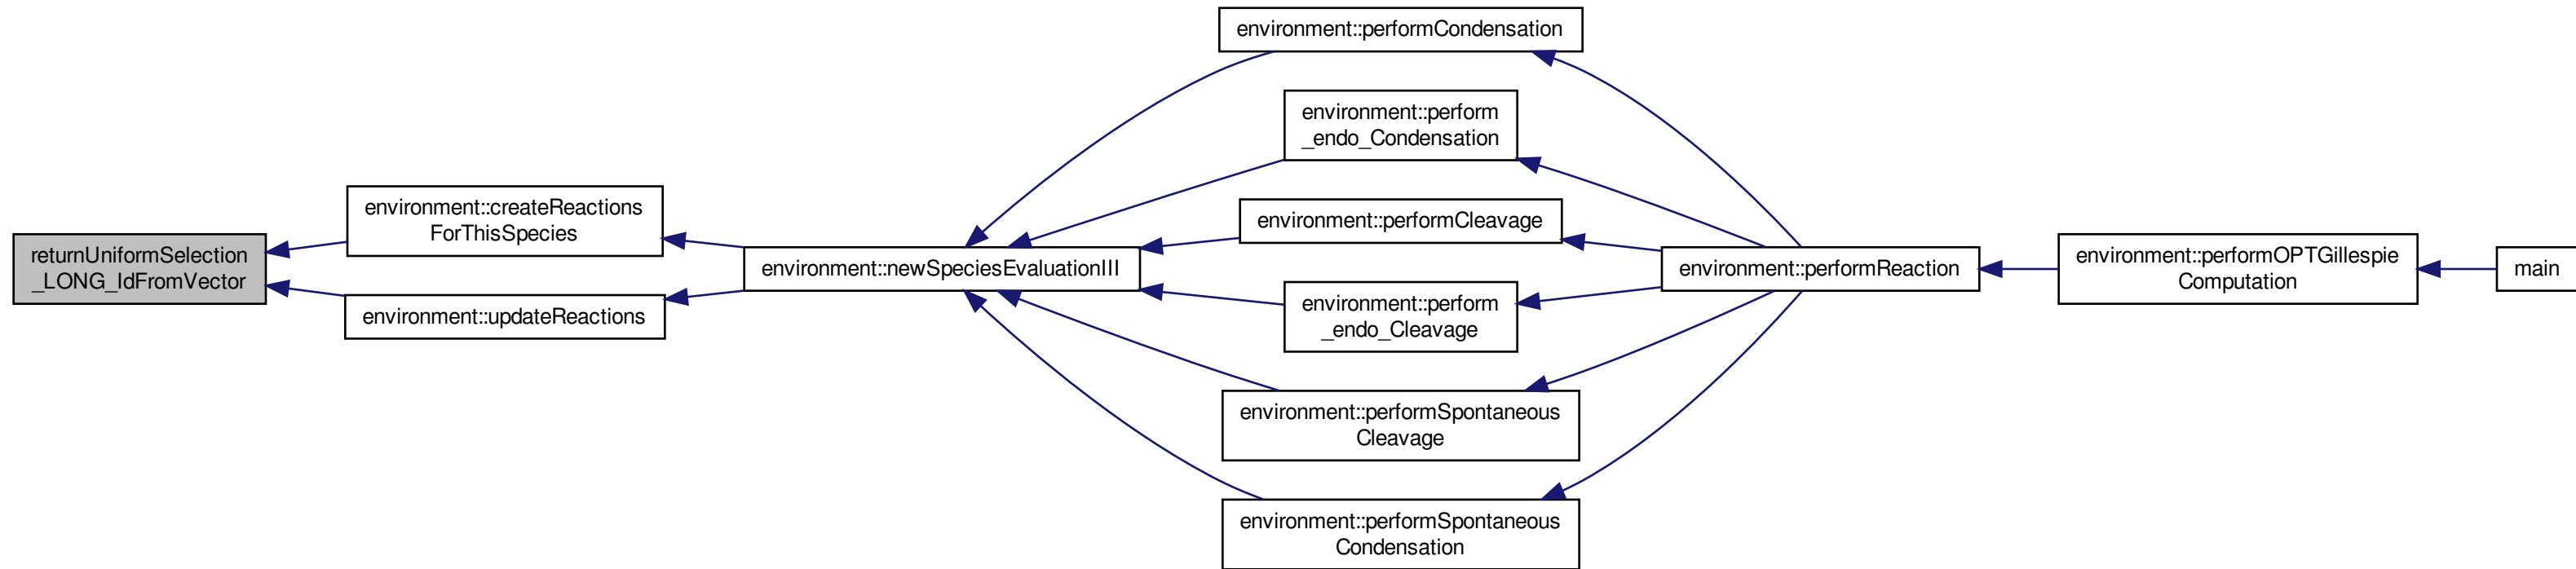 returnUniformSelection
_LONG_IdFromVector
environment::createReactions
ForThisSpecies
environment::updateReactions
environment::newSpeciesEvaluationIII
environment::performCondensation
environment::perform
_endo_Condensation
environment::performCleavage
environment::perform
_endo_Cleavage
environment::performSpontaneous
Cleavage
environment::performSpontaneous
Condensation
environment::performReaction
environment::performOPTGillespie
Computation
main